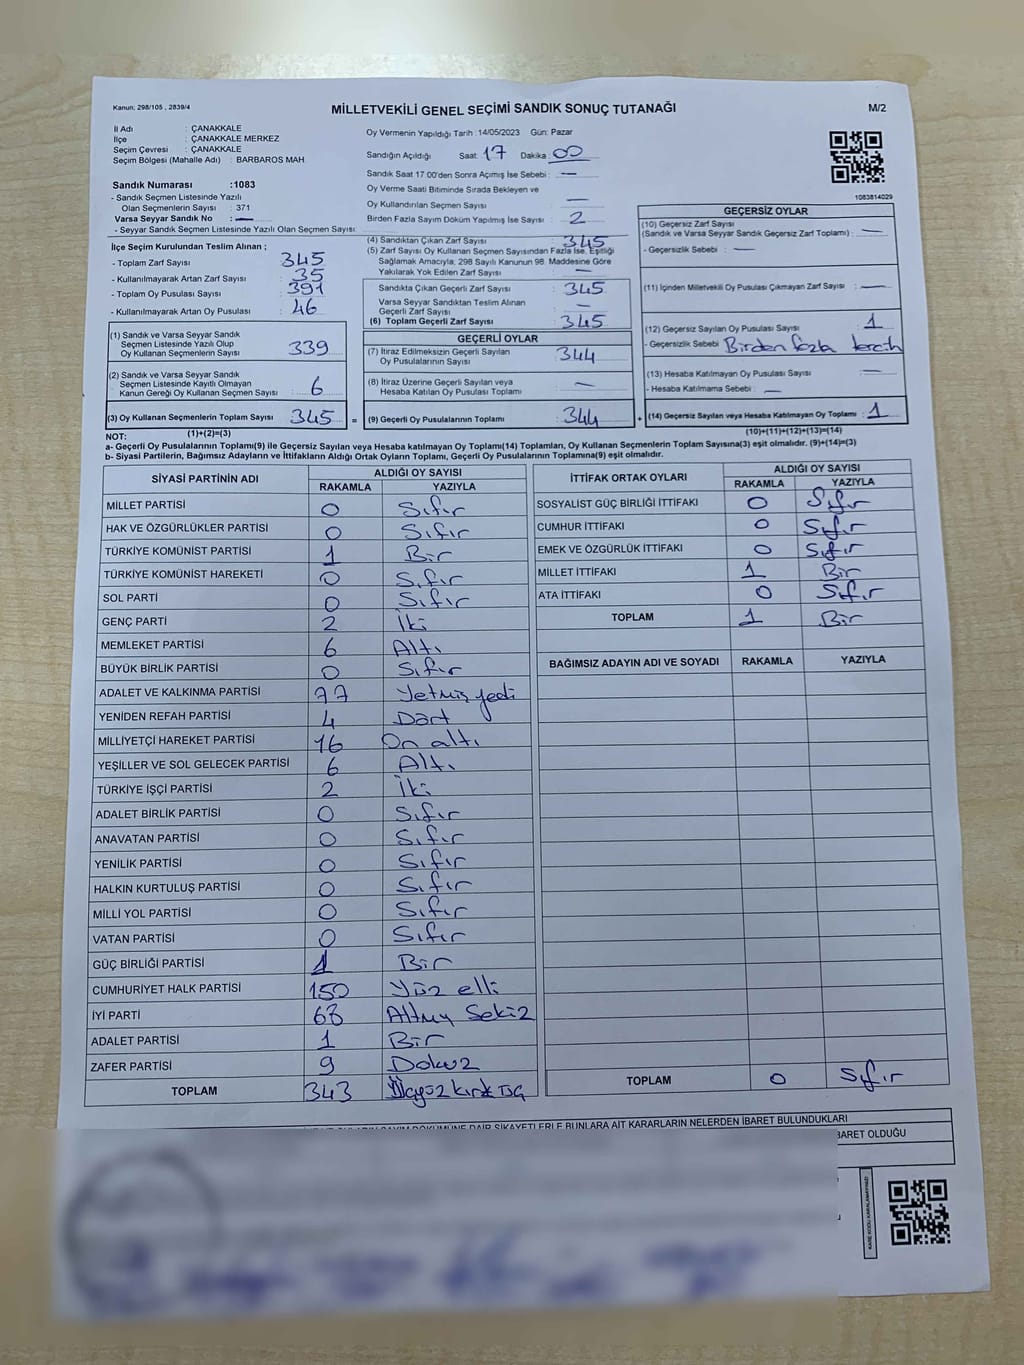 Kanun: 298/105 , 2839/4
MİLLETVEKİLİ GENEL SEÇİMİ SANDIK SONUÇ TUTANAĞI
M/2
İl Adı : ÇANAKKALE
İlçe : ÇANAKKALE MERKEZ
Seçim Çevresi : ÇANAKKALE
Seçim Bölgesi (Mahalle Adı) : BARBAROS MAH.
Sandık Numarası :1083
- Sandık Seçmen Listesinde Yazılı
Olan Seçmenlerin Sayısı : 371
Varsa Seyyar Sandık No : —
- Seyyar Sandık Seçmen Listesinde Yazılı Olan Seçmen Sayısı:
Oy Vermenin Yapıldığı Tarih : 14/05/2023 Gün: Pazar
Sandığın Açıldığı Saat: 17 Dakika: 00
Sandık Saat 17 00'den Sonra Açımış İse Sebebi : —
Oy Verme Saati Bitiminde Sırada Bekleyen ve
Oy Kullandırılan Seçmen Sayısı : —
Birden Fazla Sayım Döküm Yapılmış İse Sayısı : 2
1083814029
İlçe Seçim Kurulundan Teslim Alınan ;
- Toplam Zarf Sayısı : 345
- Kullanılmayarak Artan Zarf Sayısı : 35
- Toplam Oy Pusulası Sayısı : 391
- Kullanılmayarak Artan Oy Pusulası : 46
(1) Sandık ve Varsa Seyyar Sandık
Seçmen Listesinde Yazılı Olup
Oy Kullanan Seçmenlerin Sayısı : 339
(2) Sandık ve Varsa Seyyar Sandık
Seçmen Listesinde Kayıtlı Olmayan
Kanun Gereği Oy Kullanan Seçmen Sayısı : 6
(3) Oy Kullanan Seçmenlerin Toplam Sayısı : 345 =
(1)+(2)=(3)
(4) Sandıktan Çıkan Zarf Sayısı : 345
(5) Zarf Sayısı Oy Kullanan Seçmen Sayısından Fazla İse, Eşitliği
Sağlamak Amacıyla, 298 Sayılı Kanunun 98. Maddesine Göre
Yakılarak Yok Edilen Zarf Sayısı : —
Sandıkta Çıkan Geçerli Zarf Sayısı : 345
Varsa Seyyar Sandıktan Teslim Alınan
Geçerli Zarf Sayısı : —
(6) Toplam Geçerli Zarf Sayısı : 345
GEÇERLİ OYLAR
(7) İtiraz Edilmeksizin Geçerli Sayılan
Oy Pusulalarının Sayısı : 344
(8) İtiraz Üzerine Geçerli Sayılan veya
Hesaba Katılan Oy Pusulası Toplamı : —
(9) Geçerli Oy Pusulalarının Toplamı : 344 +
GEÇERSİZ OYLAR
(10) Geçersiz Zarf Sayısı
(Sandık ve Varsa Seyyar Sandık Geçersiz Zarf Toplamı) : —
- Geçersizlik Sebebi : —
(11) İçinden Milletvekili Oy Pusulası Çıkmayan Zarf Sayısı : —
(12) Geçersiz Sayılan Oy Pusulası Sayısı : 1
- Geçersizlik Sebebi : Birden fazla tercih
(13) Hesaba Katılmayan Oy Pusulası Sayısı : —
- Hesaba Katılmama Sebebi : —
(14) Geçersiz Sayılan veya Hesaba Katılmayan Oy Toplamı : 1
(10)+(11)+(12)+(13)=(14)
NOT:
a- Geçerli Oy Pusulalarının Toplamı(9) ile Geçersiz Sayılan veya Hesaba katılmayan Oy Toplamı(14) Toplamları, Oy Kullanan Seçmenlerin Toplam Sayısına(3) eşit olmalıdır. (9)+(14)=(3)
b- Siyasi Partilerin, Bağımsız Adayların ve İttifakların Aldığı Ortak Oyların Toplamı, Geçerli Oy Pusulalarının Toplamına(9) eşit olmalıdır.
SİYASİ PARTİNİN ADI ALDIĞI OY SAYISI
RAKAMLA YAZIYLA
MİLLET PARTİSİ 0 Sıfır
HAK VE ÖZGÜRLÜKLER PARTİSİ 0 Sıfır
TÜRKİYE KOMÜNİST PARTİSİ 1 Bir
TÜRKİYE KOMÜNİST HAREKETİ 0 Sıfır
SOL PARTİ 0 Sıfır
GENÇ PARTİ 2 İki
MEMLEKET PARTİSİ 6 Altı
BÜYÜK BİRLİK PARTİSİ 0 Sıfır
ADALET VE KALKINMA PARTİSİ 77 Yetmiş yedi
YENİDEN REFAH PARTİSİ 4 Dört
MİLLİYETÇİ HAREKET PARTİSİ 16 On altı
YEŞİLLER VE SOL GELECEK PARTİSİ 6 Altı
TÜRKİYE İŞÇİ PARTİSİ 2 İki
ADALET BİRLİK PARTİSİ 0 Sıfır
ANAVATAN PARTİSİ 0 Sıfır
YENİLİK PARTİSİ 0 Sıfır
HALKIN KURTULUŞ PARTİSİ 0 Sıfır
MİLLİ YOL PARTİSİ 0 Sıfır
VATAN PARTİSİ 0 Sıfır
GÜÇ BİRLİĞİ PARTİSİ 1 Bir
CUMHURİYET HALK PARTİSİ 150 Yüz elli
İYİ PARTİ 68 Altmış Sekiz
ADALET PARTİSİ 1 Bir
ZAFER PARTİSİ 9 Dokuz
TOPLAM 343 Üçyüz kırk üç
İTTİFAK ORTAK OYLARI ALDIĞI OY SAYISI
RAKAMLA YAZIYLA
SOSYALİST GÜÇ BİRLİĞİ İTTİFAKI 0 Sıfır
CUMHUR İTTİFAKI 0 Sıfır
EMEK VE ÖZGÜRLÜK İTTİFAKI 0 Sıfır
MİLLET İTTİFAKI 1 Bir
ATA İTTİFAKI 0 Sıfır
TOPLAM 1 Bir
BAĞIMSIZ ADAYIN ADI VE SOYADI RAKAMLA YAZIYLA
TOPLAM 0 Sıfır
DÖKÜMÜNE DAİR ŞİKAYETLERLE BUNLARA AİT KARARLARIN NELERDEN İBARET BULUNDUKLARI
BARET OLDUĞU
KARE KODU KARALAMAYINIZ!